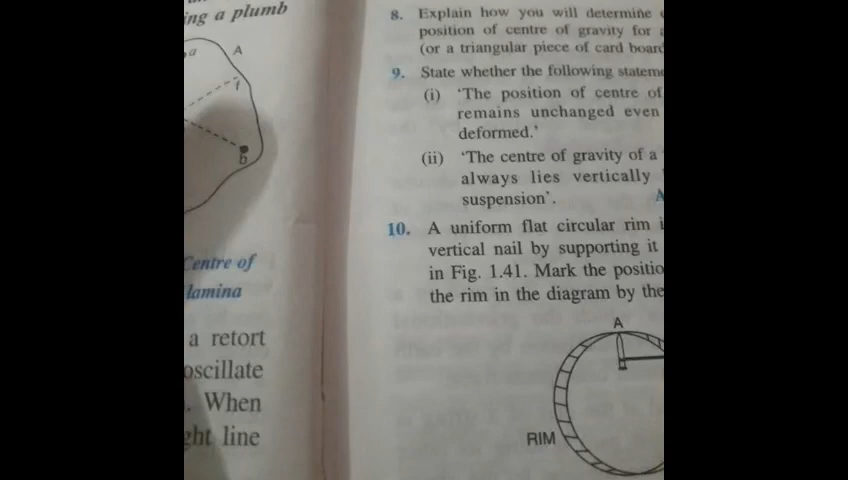 ing a plumb
a
A
f
b
Centre of
lamina
a retort
oscillate
. When
ght line
8. Explain how you will determine
position of centre of gravity for
(or a triangular piece of card board
9. State whether the following stateme
(i) ‘The position of centre of
remains unchanged even
deformed.’
(ii) ‘The centre of gravity of a
always lies vertically
suspension’.
A
10. A uniform flat circular rim i
vertical nail by supporting it
in Fig. 1.41. Mark the positio
the rim in the diagram by the
A
RIM